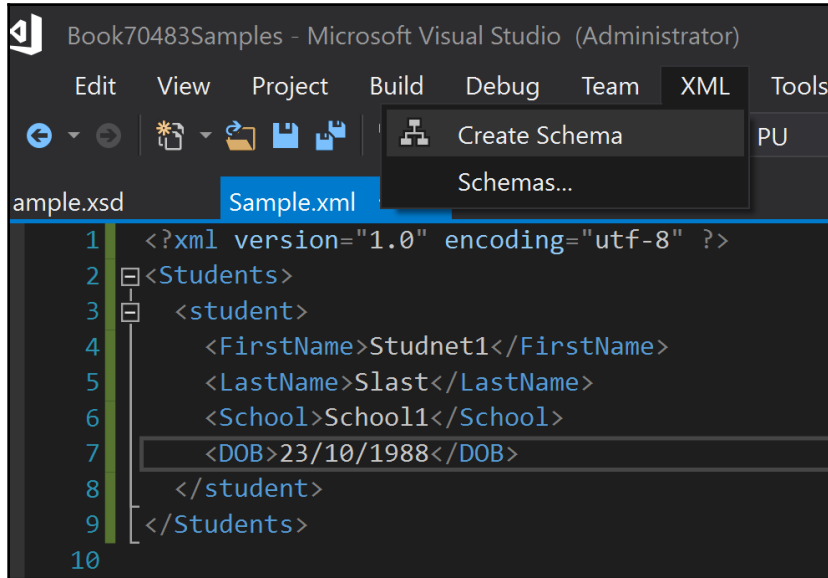 Book70483Samples - Microsoft Visual Studio (Administrator)
Edit View Project Build Debug Team XML Tools
Create Schema
PU
Schemas...
ample.xsd Sample.xml
1 <?xml version="1.0" encoding="utf-8" ?>
2 <Students>
3 <student>
4 <FirstName>Studnet1</FirstName>
5 <LastName>Slast</LastName>
6 <School>School1</School>
7 <DOB>23/10/1988</DOB>
8 </student>
9 </Students>
10